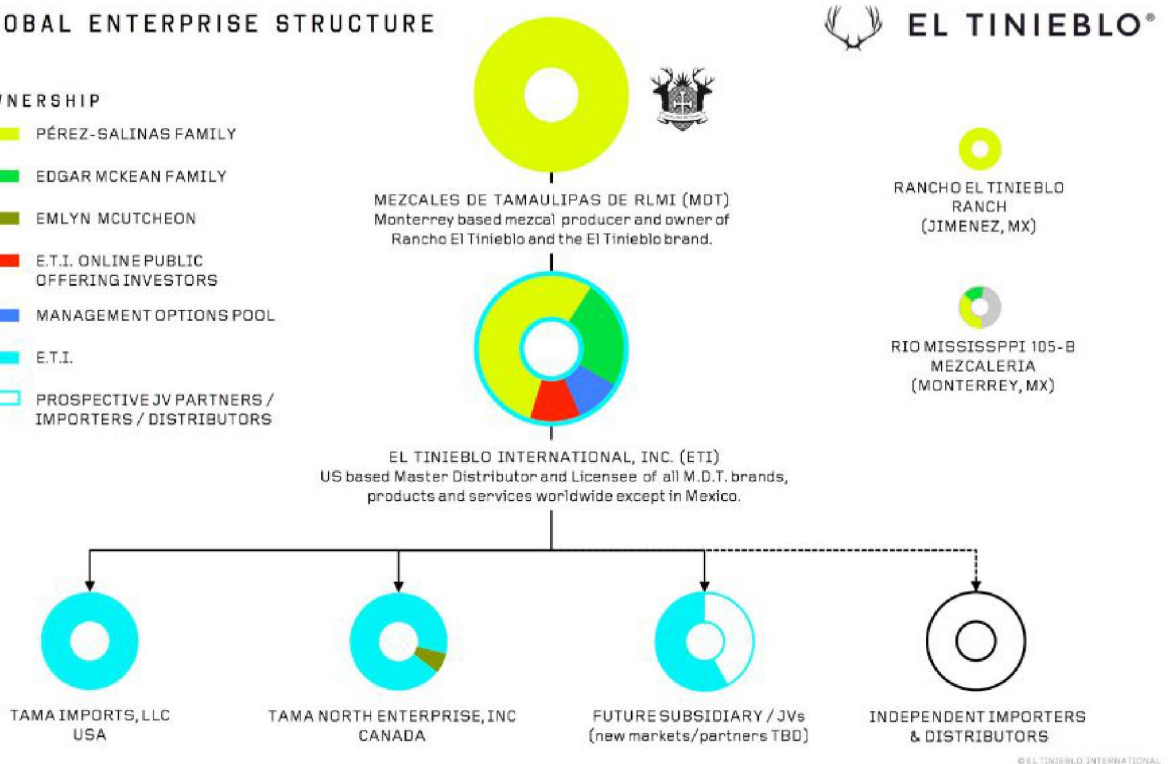 OBAL ENTERPRISE STRUCTURE
EL TINIEBLO®
WNERSHIP
PÉREZ-SALINAS FAMILY
EDGAR MCKEAN FAMILY
EMLYN MCUTCHEON
E.T.I. ONLINE PUBLIC
OFFERING INVESTORS
MANAGEMENT OPTIONS POOL
E.T.I.
PROSPECTIVE JV PARTNERS /
IMPORTERS / DISTRIBUTORS
MEZCALES DE TAMAULIPAS DE RLMI (MDT)
Monterrey based mezcal producer and owner of
Rancho El Tinieblo and the El Tinieblo brand.
RANCHO EL TINIEBLO
RANCH
(JIMENEZ, MX)
RIO MISSISSPPI 105-B
MEZCALERIA
(MONTERREY, MX)
EL TINIEBLO INTERNATIONAL, INC. (ETI)
US based Master Distributor and Licensee of all M.D.T. brands,
products and services worldwide except in Mexico.
TAMA IMPORTS, LLC
USA
TAMA NORTH ENTERPRISE, INC
CANADA
FUTURE SUBSIDIARY / JVs
(new markets/partners TBD)
INDEPENDENT IMPORTERS
& DISTRIBUTORS
© EL TINIEBLO INTERNATIONAL